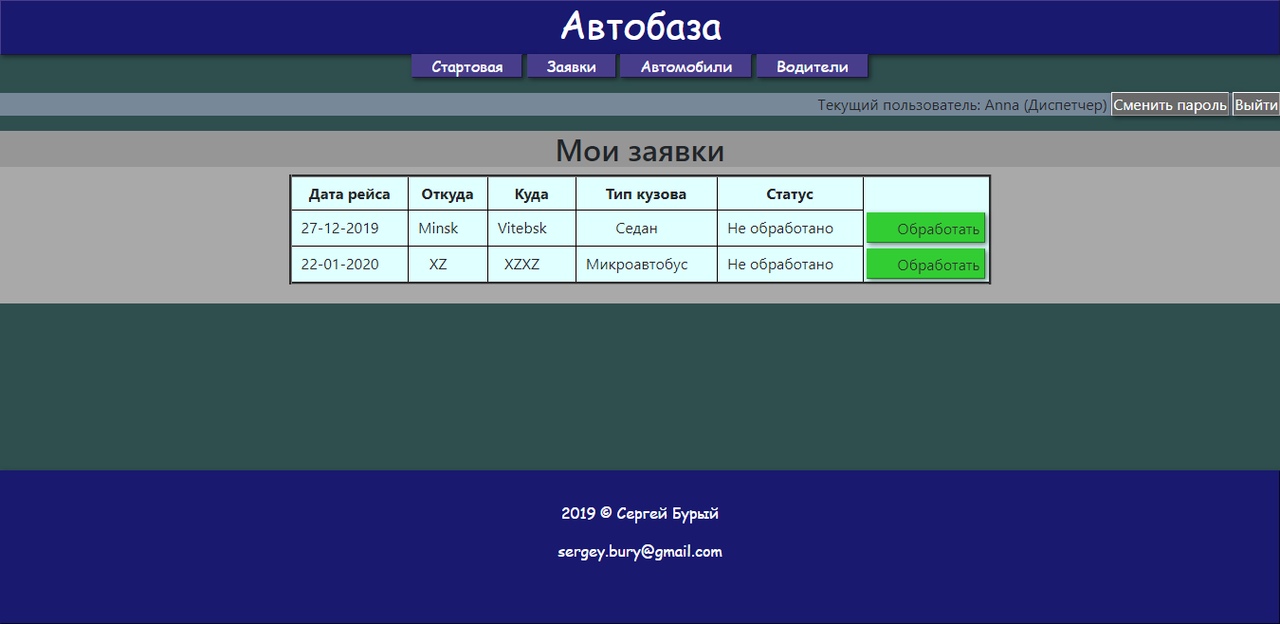 Автобаза
Стартовая Заявки Автомобили Водители
Текущий пользователь: Anna (Диспетчер) Сменить пароль Выйти
Мои заявки
Дата рейса Откуда Куда Тип кузова Статус
27-12-2019 Minsk Vitebsk Седан Не обработано Обработать
22-01-2020 XZ XZXZ Микроавтобус Не обработано Обработать
2019 © Сергей Бурый
sergey.bury@gmail.com